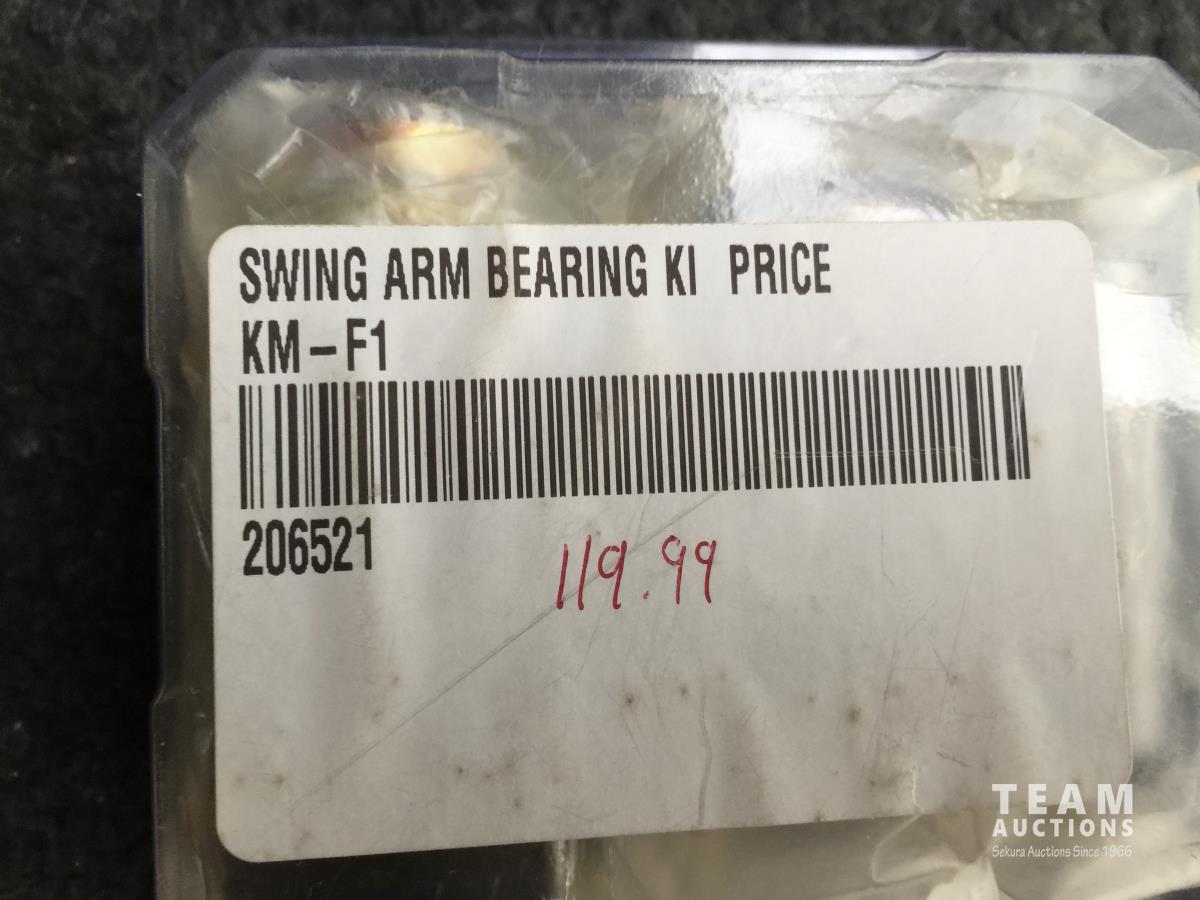 SWING ARM BEARING KI PRICE
KM-F1
206521
119.99
TEAM
AUCTIONS
Sekura Auctions Since 1966